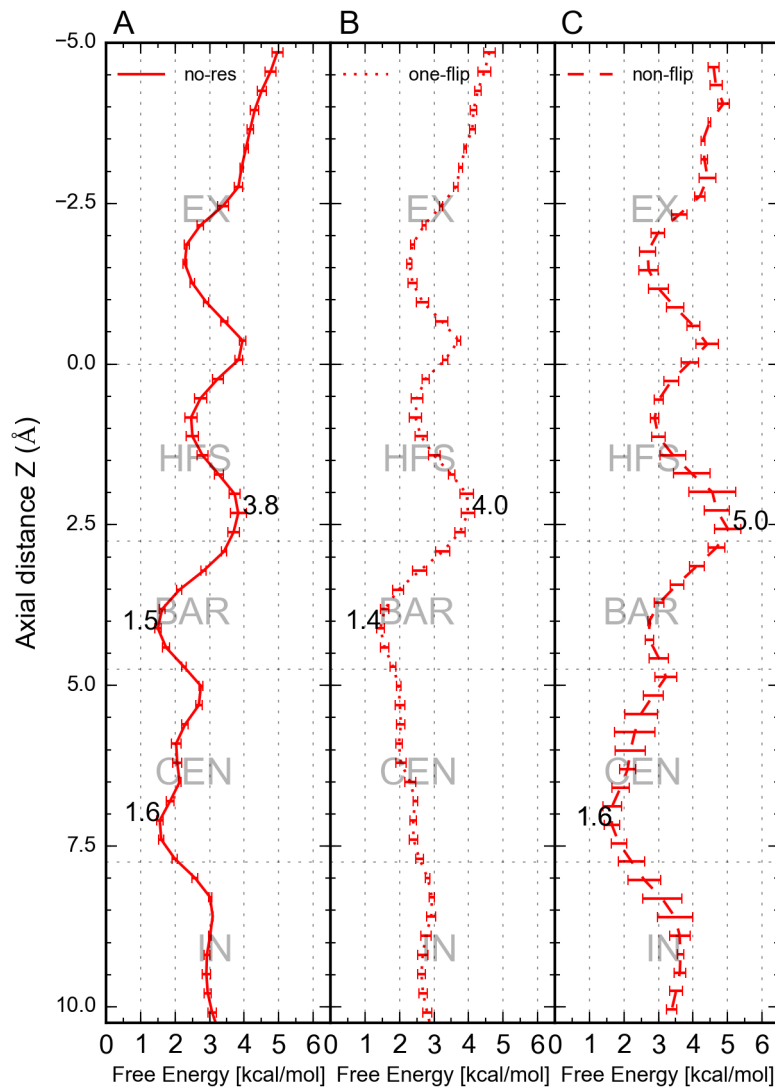 A B C
−5.0
no-res one-flip non-flip
−2.5
EX EX EX
0.0
HFS HFS HFS
3.8 4.0 5.0
2.5
BAR BAR BAR
1.5 1.4
5.0
CEN CEN CEN
1.6 1.6
7.5
IN IN IN
10.0
0 1 2 3 4 5 6 0 1 2 3 4 5 6 0 1 2 3 4 5 6
Free Energy [kcal/mol] Free Energy [kcal/mol] Free Energy [kcal/mol]
Axial distance Z (Å)